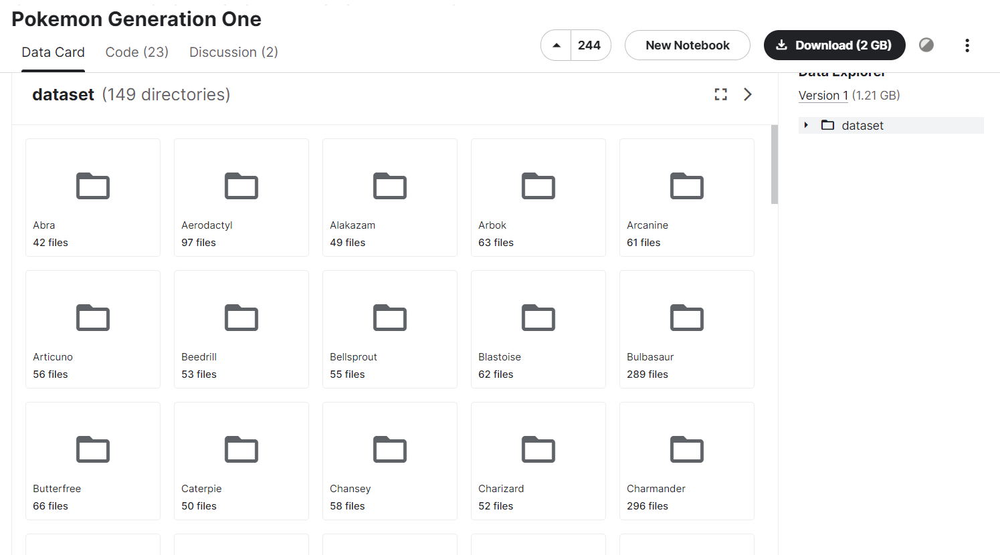 Pokemon Generation One
Data Card Code (23) Discussion (2)
244
New Notebook
Download (2 GB)
dataset (149 directories)
Data Explorer
Version 1 (1.21 GB)
dataset
Abra Aerodactyl Alakazam Arbok Arcanine
42 files 97 files 49 files 63 files 61 files
Articuno Beedrill Bellsprout Blastoise Bulbasaur
56 files 53 files 55 files 62 files 289 files
Butterfree Caterpie Chansey Charizard Charmander
66 files 50 files 58 files 52 files 296 files